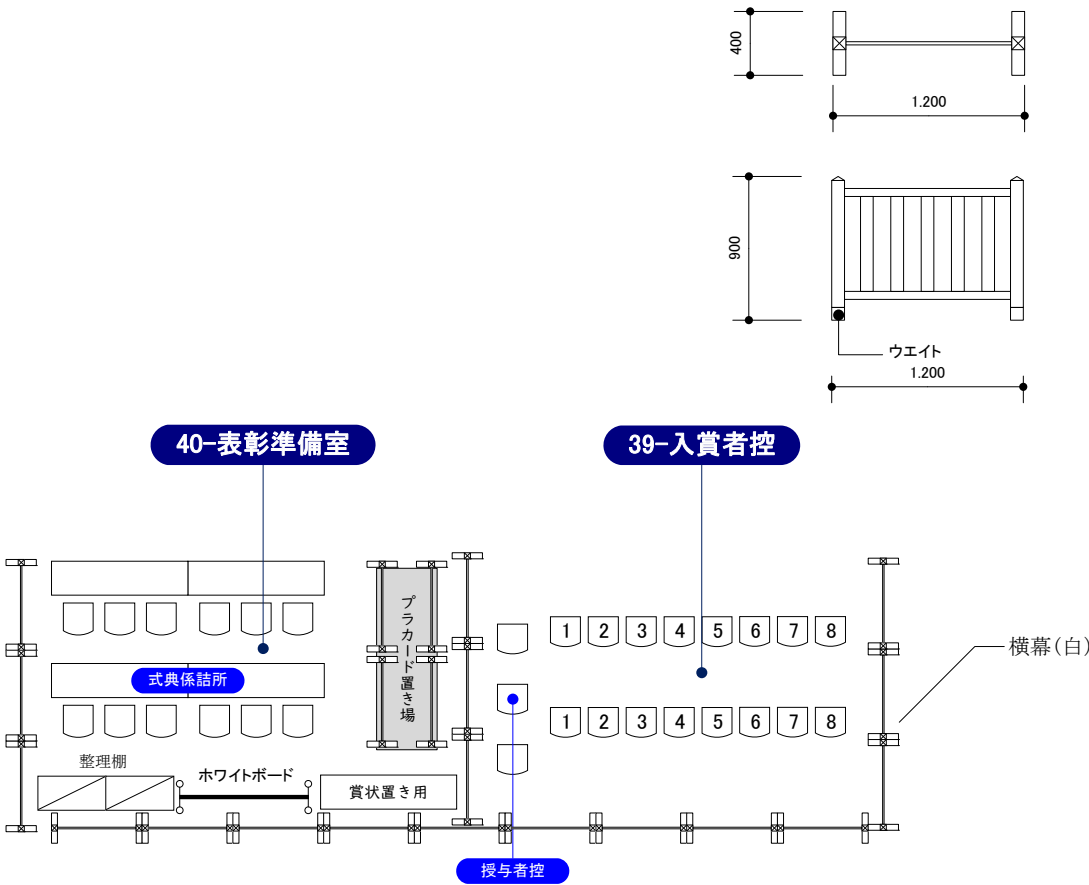 400
1.200
900
ウエイト
1.200
40-表彰準備室
39-入賞者控
プラカード置き場
1 2 3 4 5 6 7 8
横幕(白)
式典係詰所
1 2 3 4 5 6 7 8
整理棚
ホワイトボード
賞状置き用
授与者控